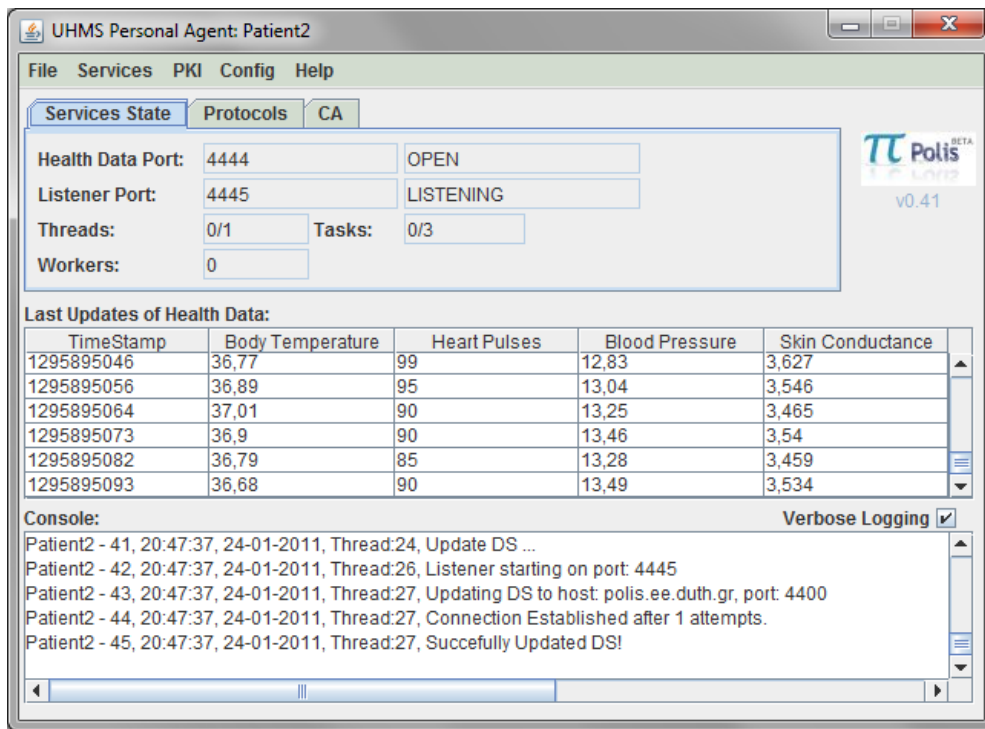 UHMS Personal Agent: Patient2
File Services PKI Config Help
Services State Protocols CA
Health Data Port: 4444 OPEN
Listener Port: 4445 LISTENING
Threads: 0/1 Tasks: 0/3
Workers: 0
ππ Polis BETA
v0.41
Last Updates of Health Data:
TimeStamp Body Temperature Heart Pulses Blood Pressure Skin Conductance
1295895046 36,77 99 12,83 3,627
1295895056 36,89 95 13,04 3,546
1295895064 37,01 90 13,25 3,465
1295895073 36,9 90 13,46 3,54
1295895082 36,79 85 13,28 3,459
1295895093 36,68 90 13,49 3,534
Console: Verbose Logging
Patient2 - 41, 20:47:37, 24-01-2011, Thread:24, Update DS ...
Patient2 - 42, 20:47:37, 24-01-2011, Thread:26, Listener starting on port: 4445
Patient2 - 43, 20:47:37, 24-01-2011, Thread:27, Updating DS to host: polis.ee.duth.gr, port: 4400
Patient2 - 44, 20:47:37, 24-01-2011, Thread:27, Connection Established after 1 attempts.
Patient2 - 45, 20:47:37, 24-01-2011, Thread:27, Succefully Updated DS!